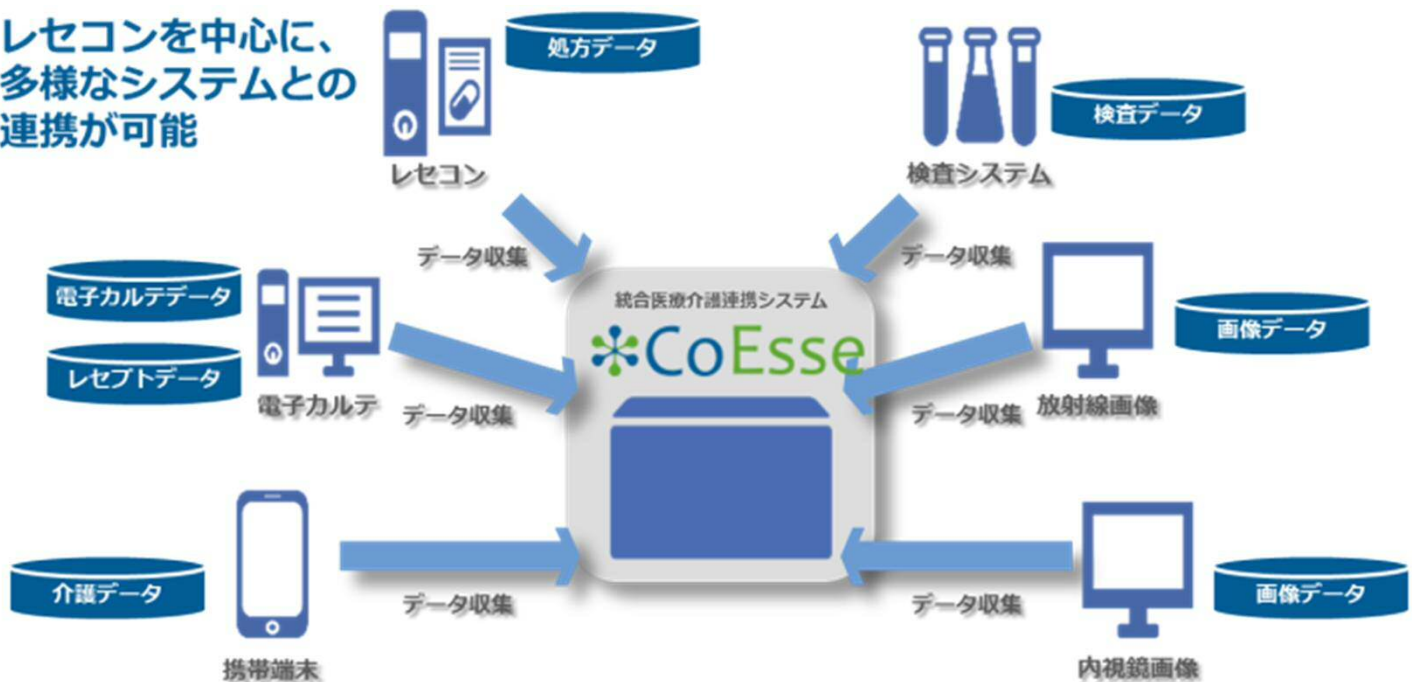 レセコンを中心に、
多様なシステムとの
連携が可能
処方データ
レセコン
検査データ
検査システム
データ収集
データ収集
電子カルテデータ
レセプトデータ
電子カルテ
データ収集
統合医療介護連携システム
CoEsse
画像データ
放射線画像
データ収集
介護データ
携帯端末
データ収集
データ収集
画像データ
内視鏡画像